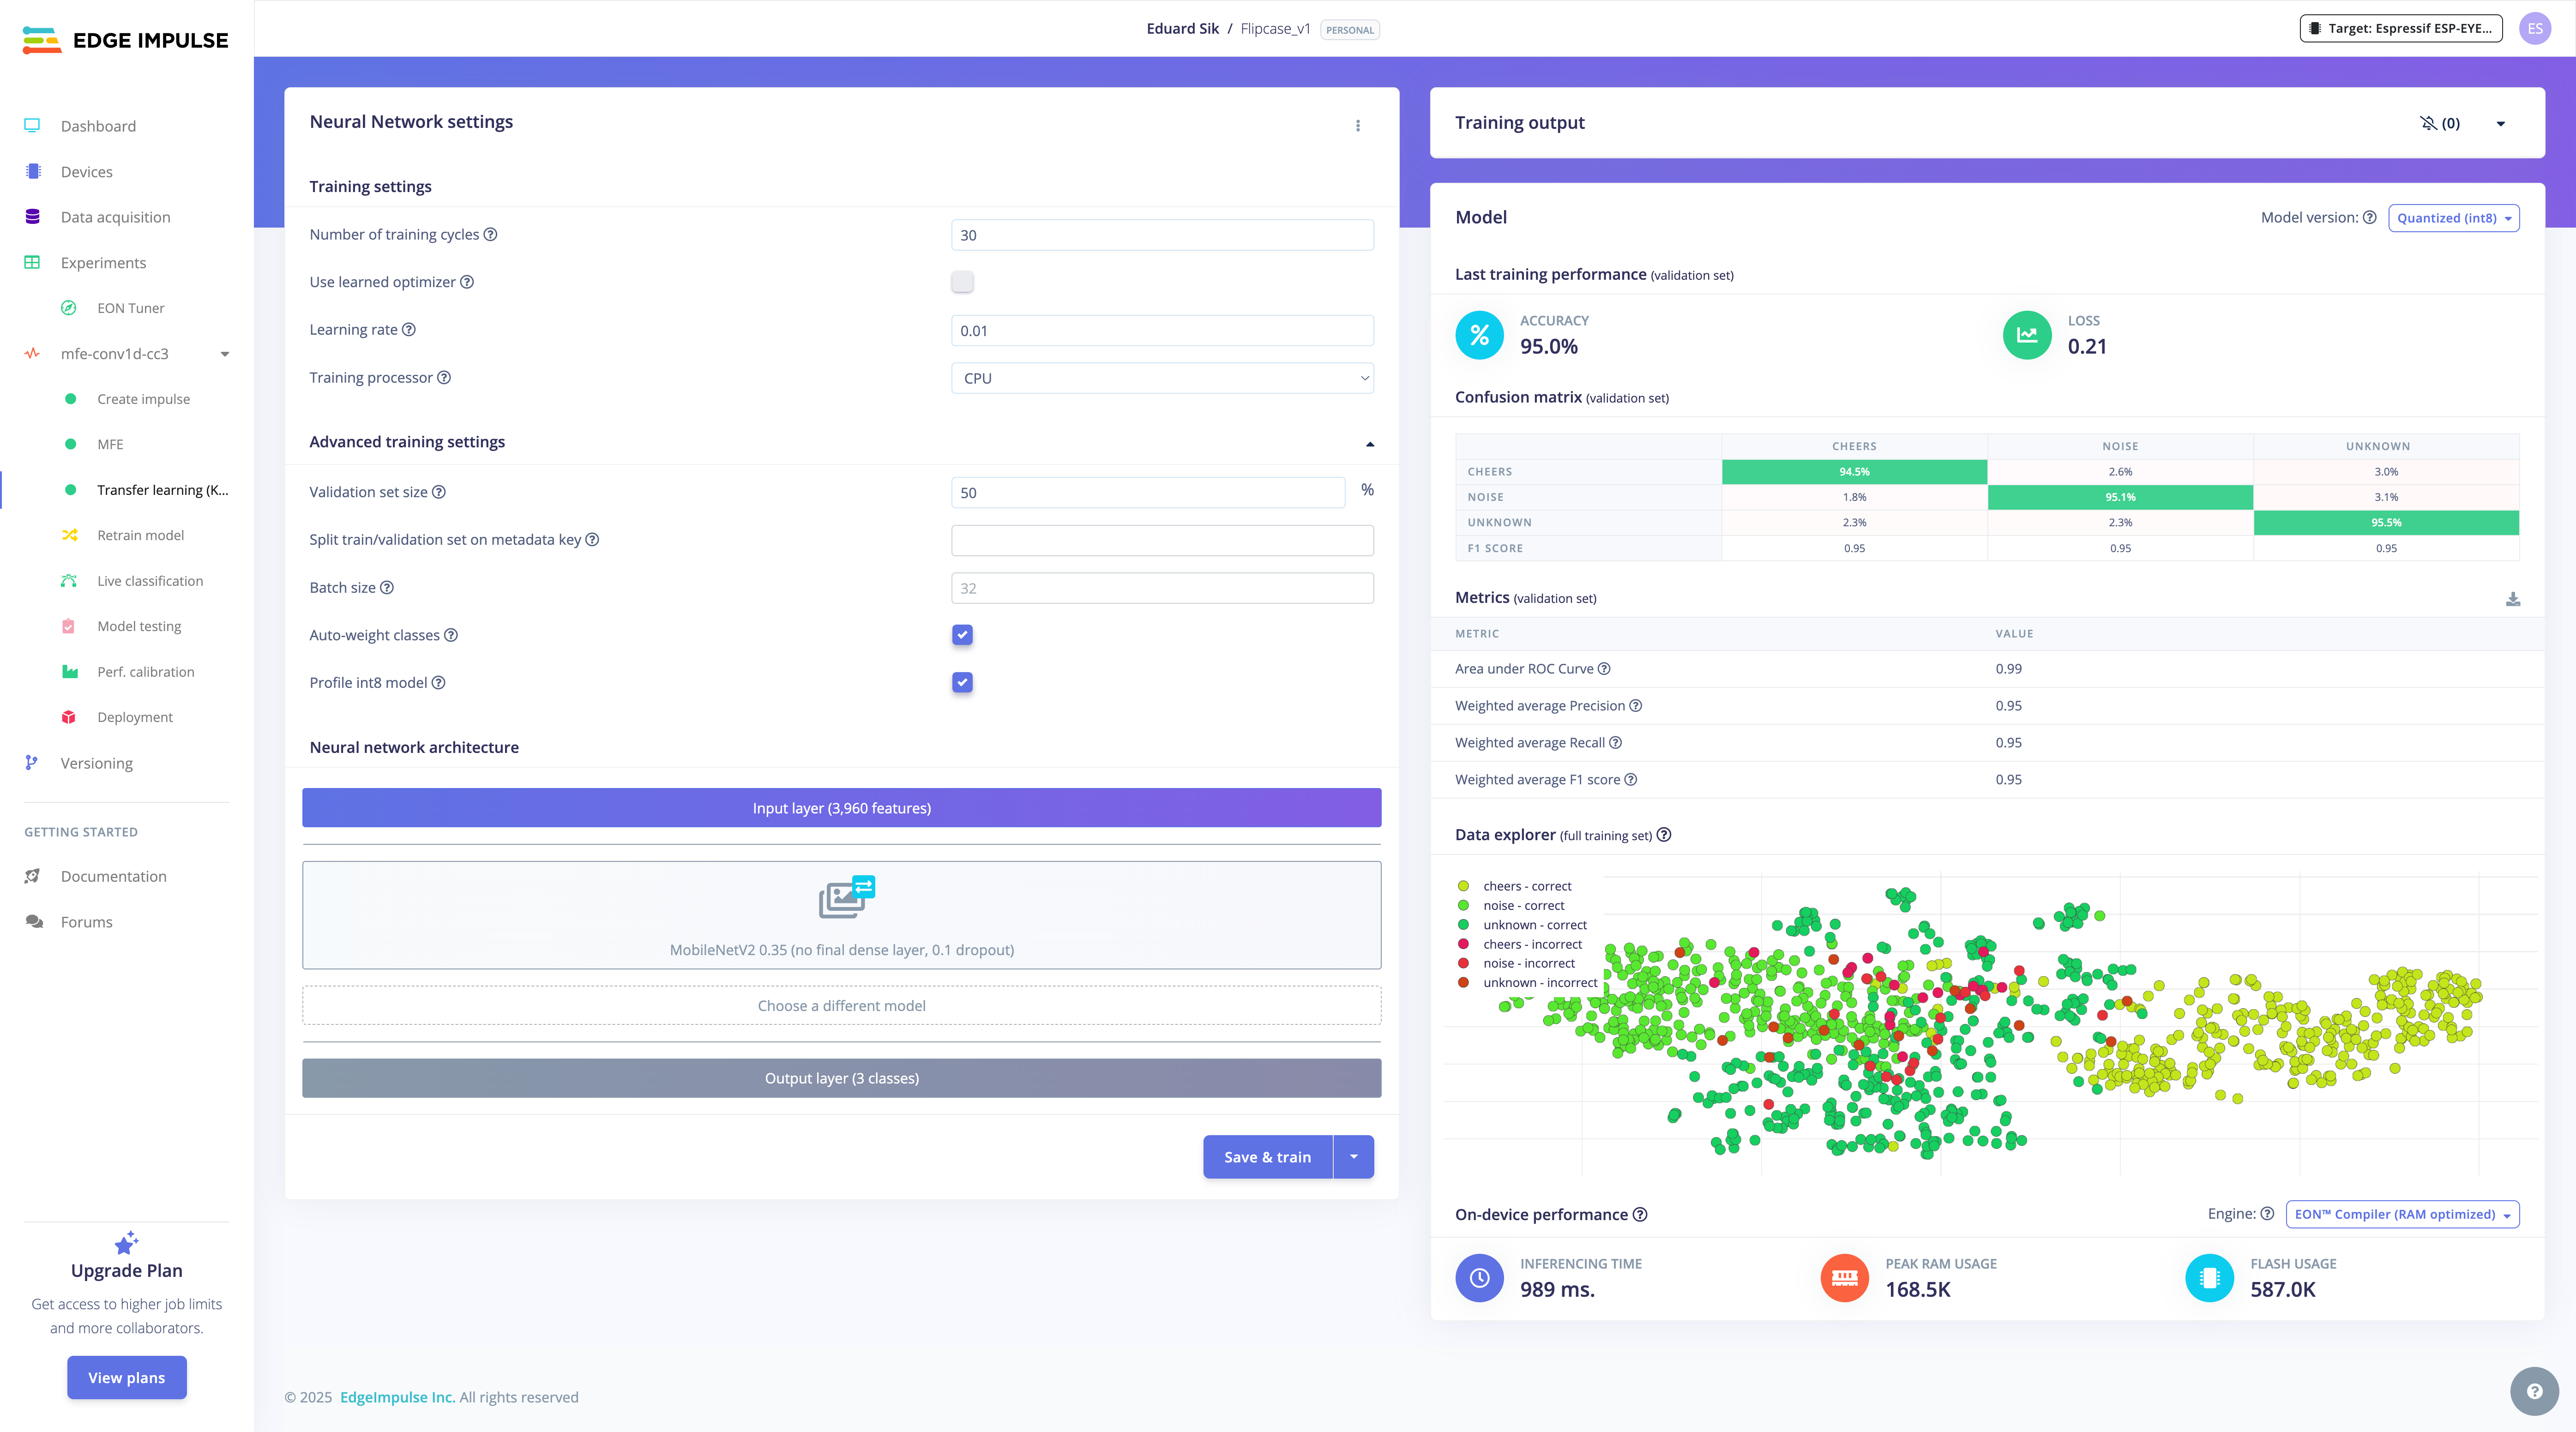 EDGE IMPULSE
Eduard Sik / Flipcase_v1 PERSONAL
Target: Espressif ESP-EYE...
ES
Dashboard
Devices
Data acquisition
Experiments
EON Tuner
mfe-conv1d-cc3
Create impulse
MFE
Transfer learning (K...
Retrain model
Live classification
Model testing
Perf. calibration
Deployment
Versioning
GETTING STARTED
Documentation
Forums
Upgrade Plan
Get access to higher job limits
and more collaborators.
View plans
Neural Network settings
Training settings
Number of training cycles ? 30
Use learned optimizer ?
Learning rate ? 0.01
Training processor ? CPU
Advanced training settings
Validation set size ? 50 %
Split train/validation set on metadata key ?
Batch size ? 32
Auto-weight classes ?
Profile int8 model ?
Neural network architecture
Input layer (3,960 features)
MobileNetV2 0.35 (no final dense layer, 0.1 dropout)
Choose a different model
Output layer (3 classes)
Save & train
Training output
(0)
Model
Model version: ? Quantized (int8)
Last training performance (validation set)
% ACCURACY
95.0%
LOSS
0.21
Confusion matrix (validation set)
CHEERS NOISE UNKNOWN
CHEERS 94.5% 2.6% 3.0%
NOISE 1.8% 95.1% 3.1%
UNKNOWN 2.3% 2.3% 95.5%
F1 SCORE 0.95 0.95 0.95
Metrics (validation set)
METRIC VALUE
Area under ROC Curve ? 0.99
Weighted average Precision ? 0.95
Weighted average Recall ? 0.95
Weighted average F1 score ? 0.95
Data explorer (full training set) ?
cheers - correct
noise - correct
unknown - correct
cheers - incorrect
noise - incorrect
unknown - incorrect
On-device performance ?
Engine: ? EON™ Compiler (RAM optimized)
INFERENCING TIME
989 ms.
PEAK RAM USAGE
168.5K
FLASH USAGE
587.0K
© 2025 EdgeImpulse Inc. All rights reserved
?